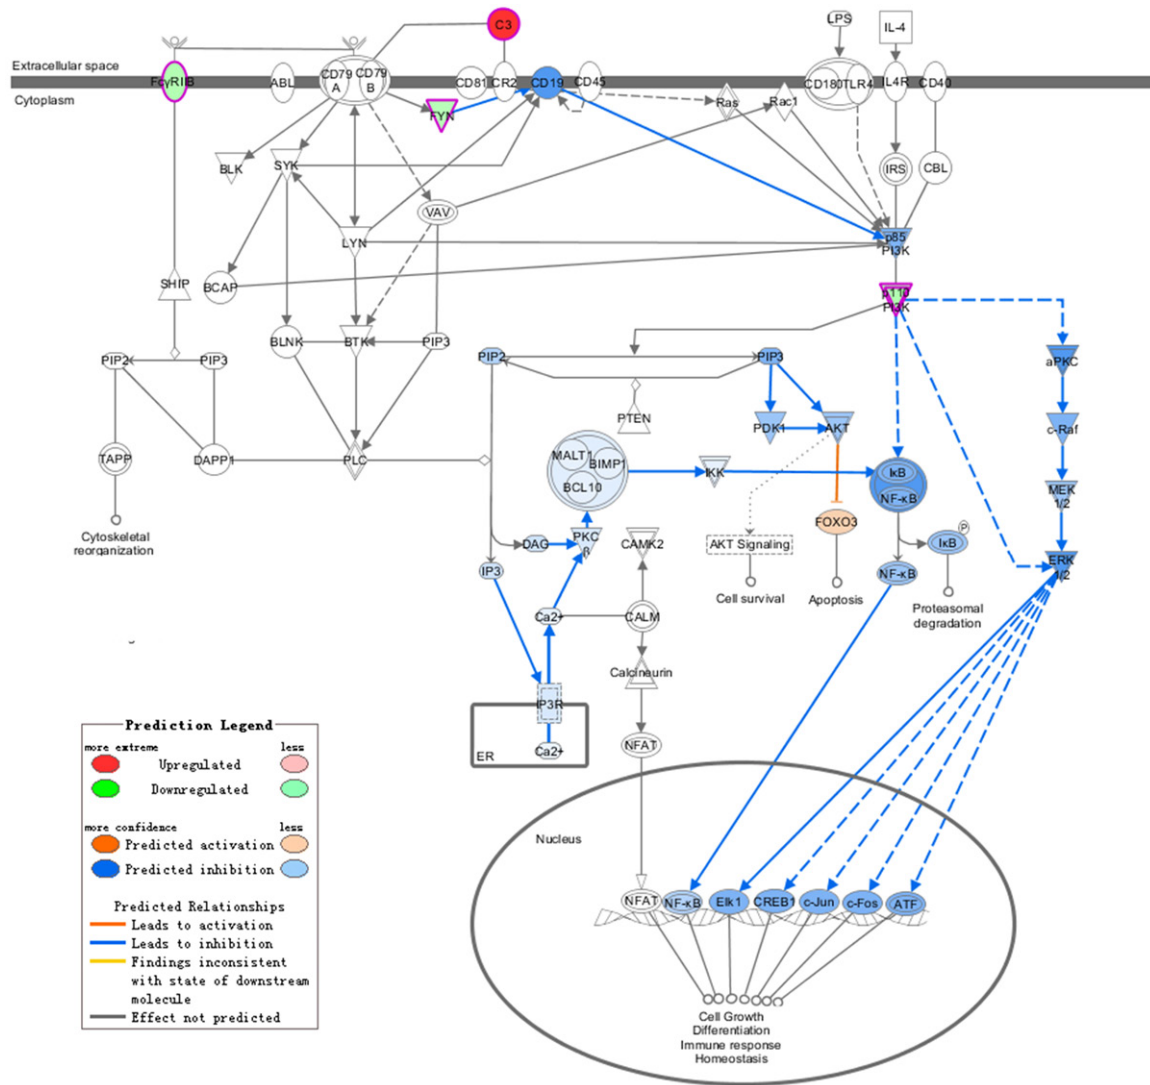 C3
LPS
IL-4
Extracellular space
FcγRIIB
ABL
CD79
A
CD79
B
CD81
CR2
CD19
CD45
CD180
TLR4
IL4R
CD40
Cytoplasm
FYN
Ras
Rac1
BLK
SYK
IRS
CBL
VAV
LYN
p85
PI3K
SHIP
BCAP
p110
PI3K
BLNK
BTK
PIP3
PIP2
PIP3
PIP2
PIP3
aPKC
PTEN
PDK1
AKT
c-Raf
TAPP
DAPP1
PLC
MALT1
BIMP1
BCL10
IKK
IκB
NF-κB
MEK
1/2
Cytoskeletal
reorganization
DAG
PKC
β
CAMK2
AKT Signaling
FOXO3
P
IκB
IP3
NF-κB
ERK
1/2
Cell survival
Apoptosis
Proteasomal
degradation
Ca2+
CALM
Calcineurin
IP3R
ER
Ca2+
NFAT
Prediction Legend
more extreme
less
Upregulated
Downregulated
more confidence
less
Predicted activation
Predicted inhibition
Predicted Relationships
Leads to activation
Leads to inhibition
Findings inconsistent
with state of downstream
molecule
Effect not predicted
Nucleus
NFAT
NF-κB
Elk1
CREB1
c-Jun
c-Fos
ATF
Cell Growth
Differentiation
Immune response
Homeostasis